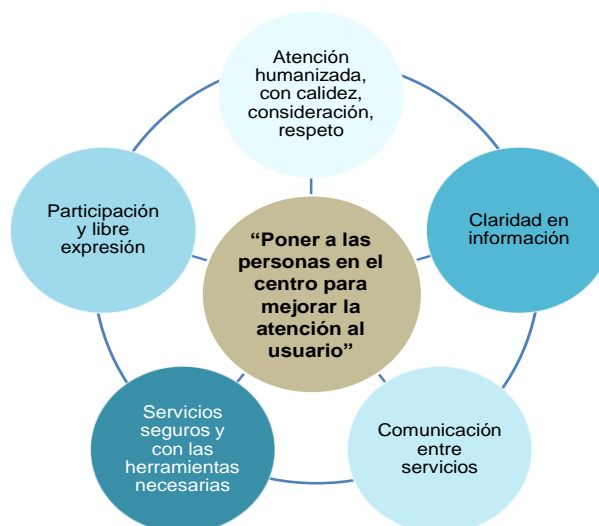 Atención
humanizada,
con calidez,
consideración,
respeto
Claridad en
información
Comunicación
entre
servicios
Servicios
seguros y
con las
herramientas
necesarias
Participación
y libre
expresión
“Poner a las
personas en el
centro para
mejorar la
atención al
usuario”